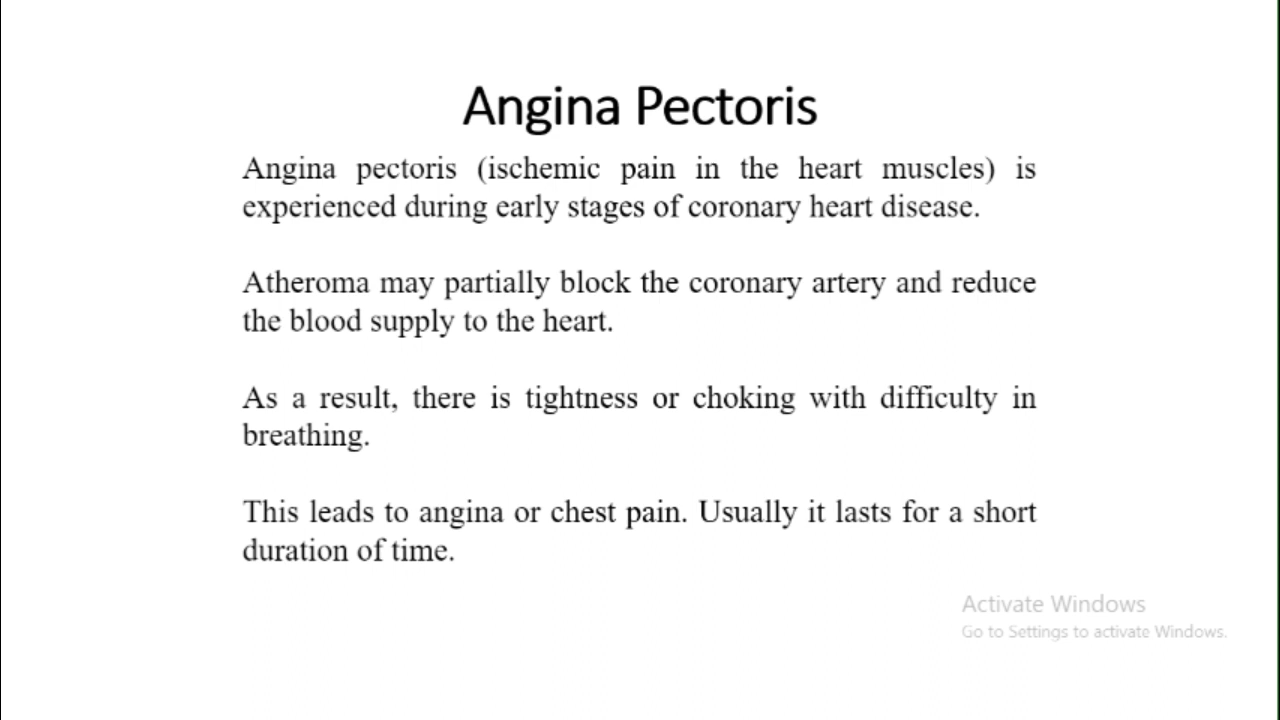 Angina Pectoris
Angina pectoris (ischemic pain in the heart muscles) is
experienced during early stages of coronary heart disease.
Atheroma may partially block the coronary artery and reduce
the blood supply to the heart.
As a result, there is tightness or choking with difficulty in
breathing.
This leads to angina or chest pain. Usually it lasts for a short
duration of time.
Activate Windows
Go to Settings to activate Windows.